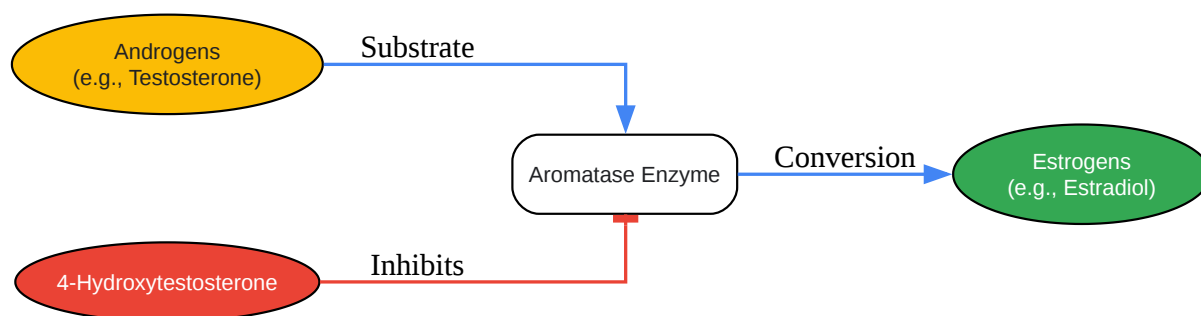 Androgens
(e.g., Testosterone)
Substrate
Aromatase Enzyme
Conversion
Estrogens
(e.g., Estradiol)
4-Hydroxytestosterone
Inhibits